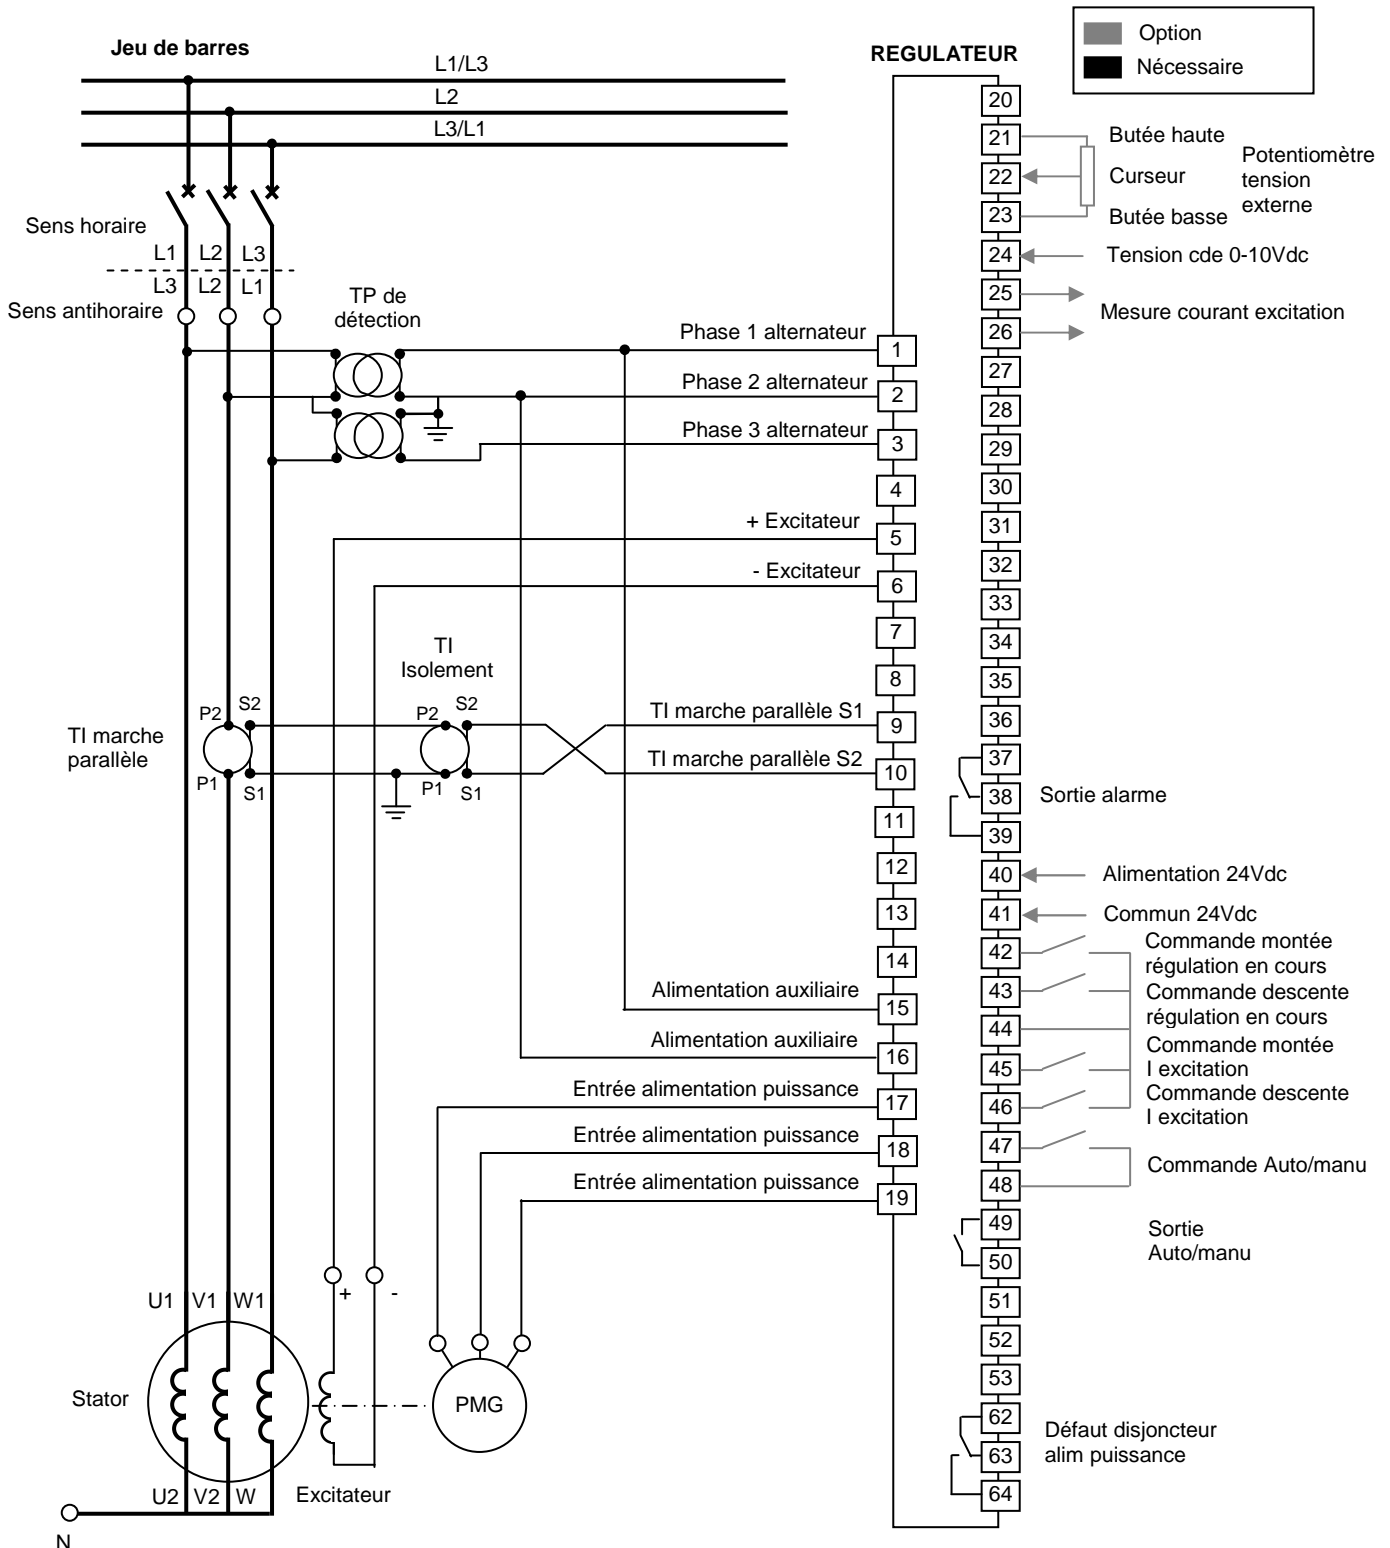 Option
Nécessaire
Jeu de barres
REGULATEUR
L1/L3
L2
L3/L1
Sens horaire
L1 L2 L3
L3 L2 L1
Sens antihoraire
TP de
détection
Phase 1 alternateur
Phase 2 alternateur
Phase 3 alternateur
+ Excitateur
- Excitateur
TI
Isolement
P2 S2
P2 S2
TI marche
parallèle
P1 S1
P1 S1
TI marche parallèle S1
TI marche parallèle S2
Alimentation auxiliaire
Alimentation auxiliaire
Entrée alimentation puissance
Entrée alimentation puissance
Entrée alimentation puissance
+ -
U1 V1 W1
Stator
PMG
U2 V2 W
Excitateur
N
1
2
3
4
5
6
7
8
9
10
11
12
13
14
15
16
17
18
19
20
21
22
23
24
25
26
27
28
29
30
31
32
33
34
35
36
37
38
39
40
41
42
43
44
45
46
47
48
49
50
51
52
53
62
63
64
Butée haute
Curseur
Butée basse
Potentiomètre
tension
externe
Tension cde 0-10Vdc
Mesure courant excitation
Sortie alarme
Alimentation 24Vdc
Commun 24Vdc
Commande montée
régulation en cours
Commande descente
régulation en cours
Commande montée
I excitation
Commande descente
I excitation
Commande Auto/manu
Sortie
Auto/manu
Défaut disjoncteur
alim puissance